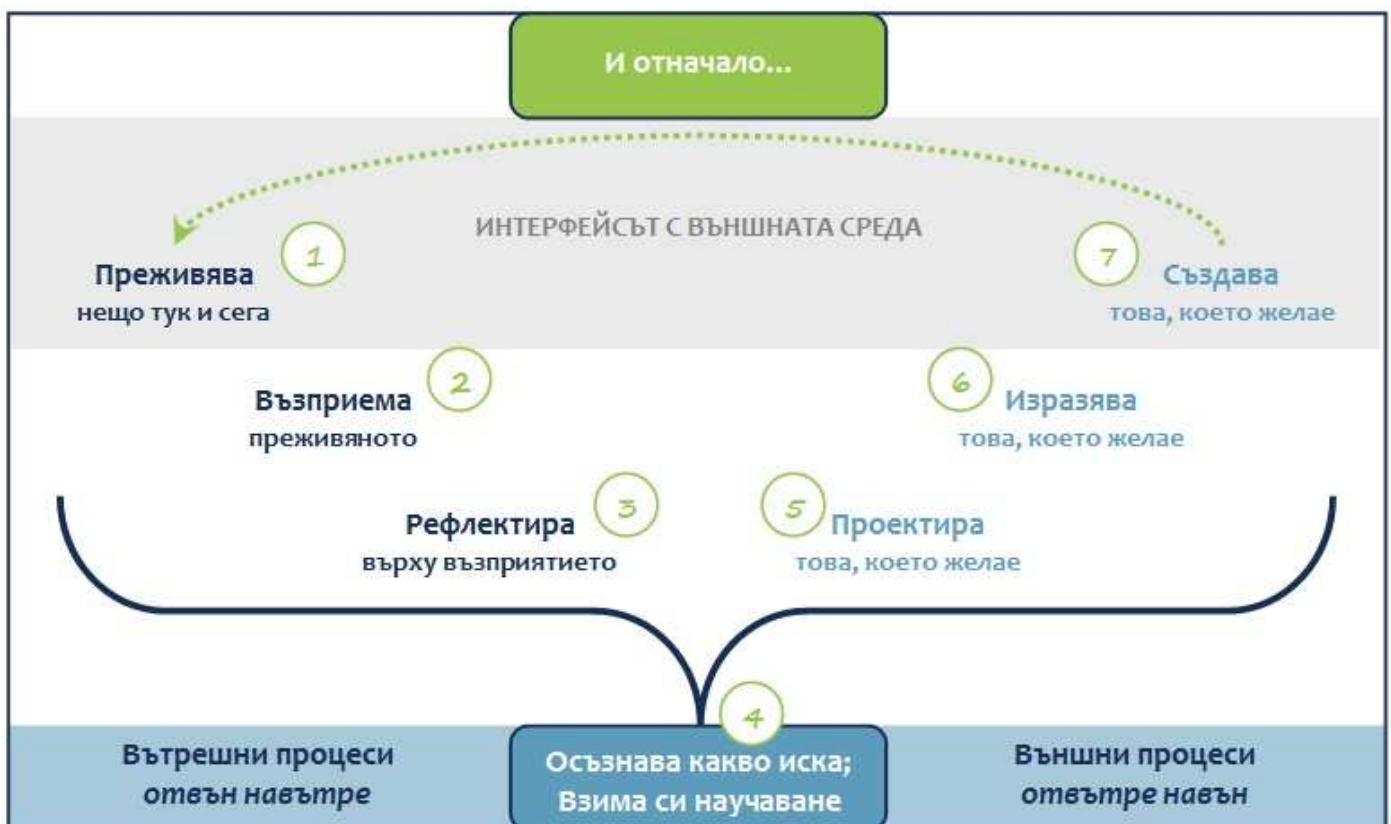 И отначало...
ИНТЕРФЕЙСЪТ С ВЪНШНАТА СРЕДА
1
Преживява
нещо тук и сега
7
Създава
това, което желае
2
Възприема
преживяното
6
Изразява
това, което желае
3
Рефлектира
върху възприятието
5
Проектира
това, което желае
4
Вътрешни процеси
отвън навътре
Осъзнава какво иска;
Взима си научаване
Външни процеси
отвътре навън